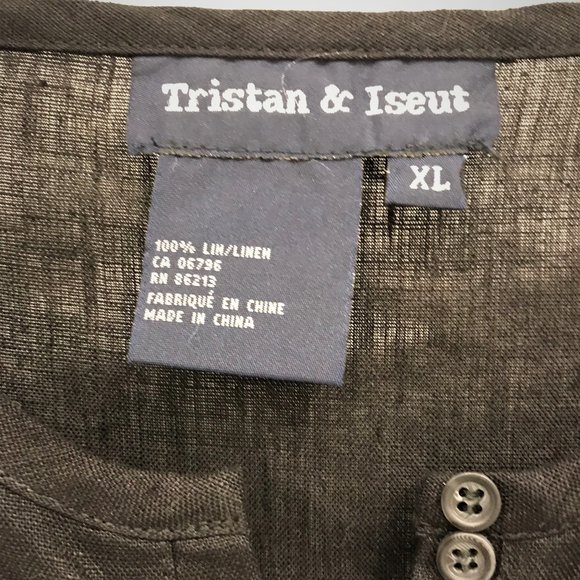 Tristan & Iseut
XL
100% LIN/LINEN
CA 06796
RN 86213
FABRIQUÉ EN CHINE
MADE IN CHINA